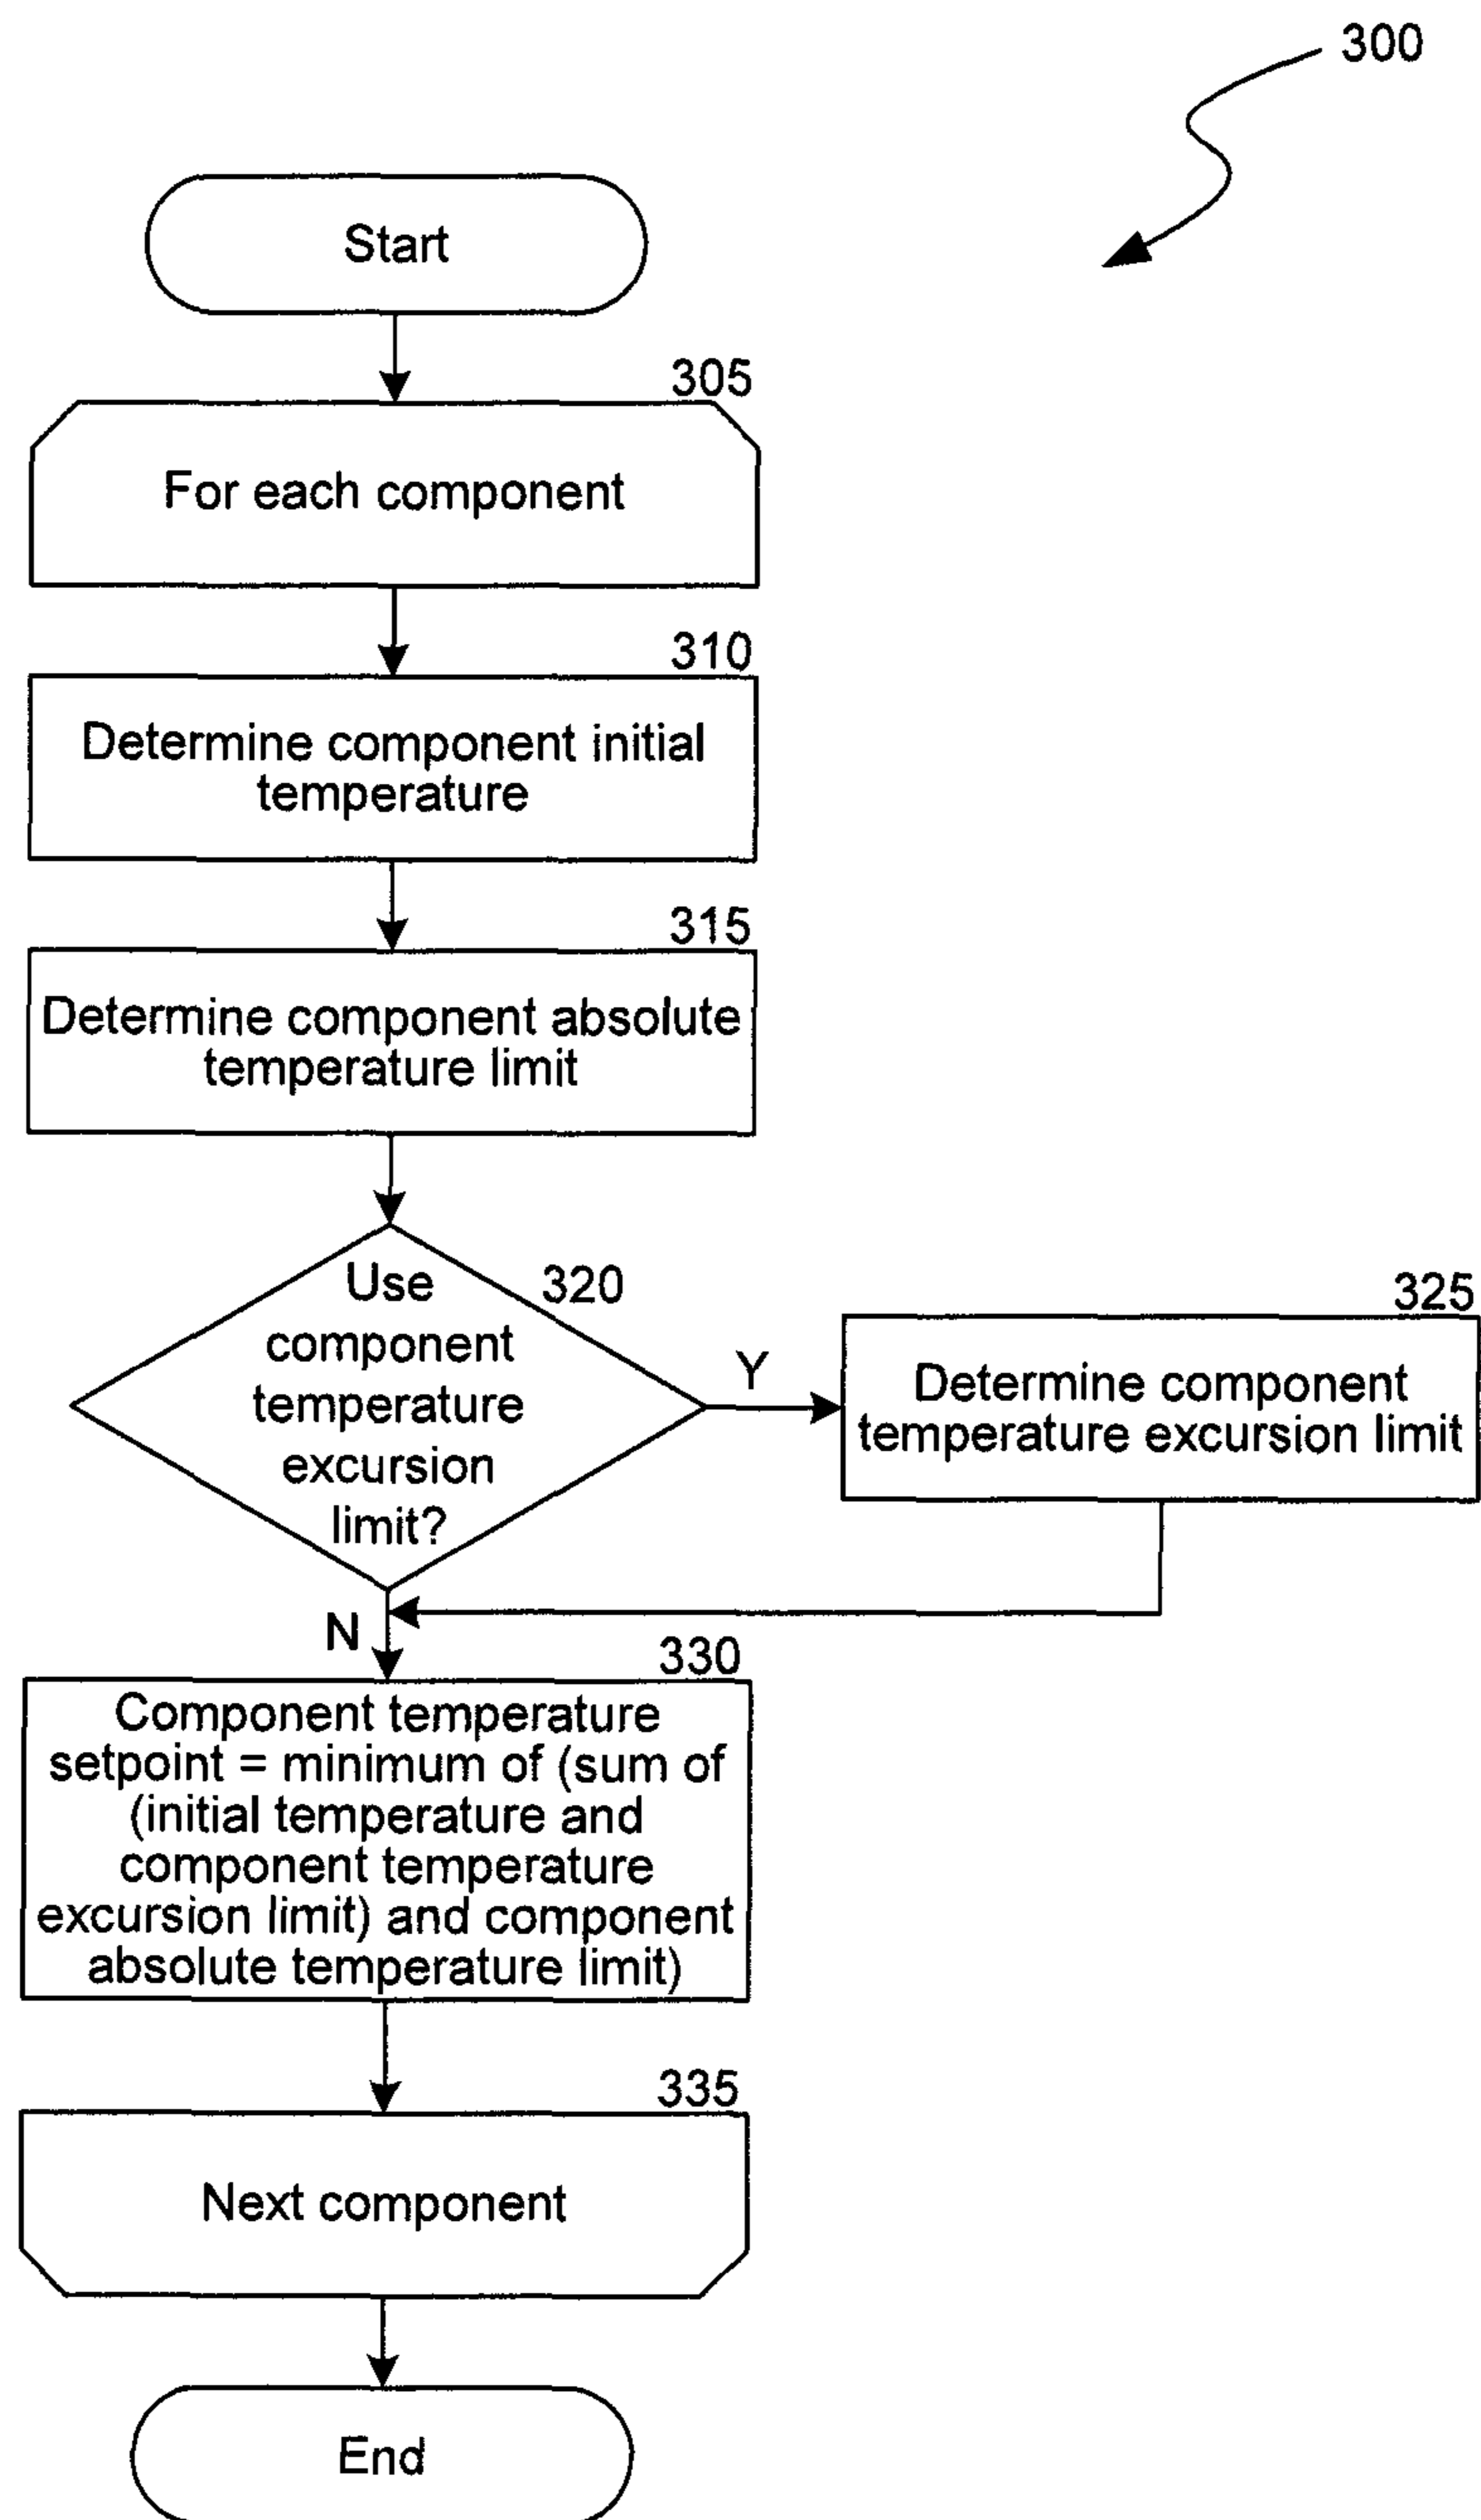 300
Start
305
For each component
310
Determine component initial
temperature
315
Determine component absolute
temperature limit
320
Use
component
temperature
excursion
limit?
Y
325
Determine component
temperature excursion limit
N
330
Component temperature
setpoint = minimum of (sum of
(initial temperature and
component temperature
excursion limit) and component
absolute temperature limit)
335
Next component
End